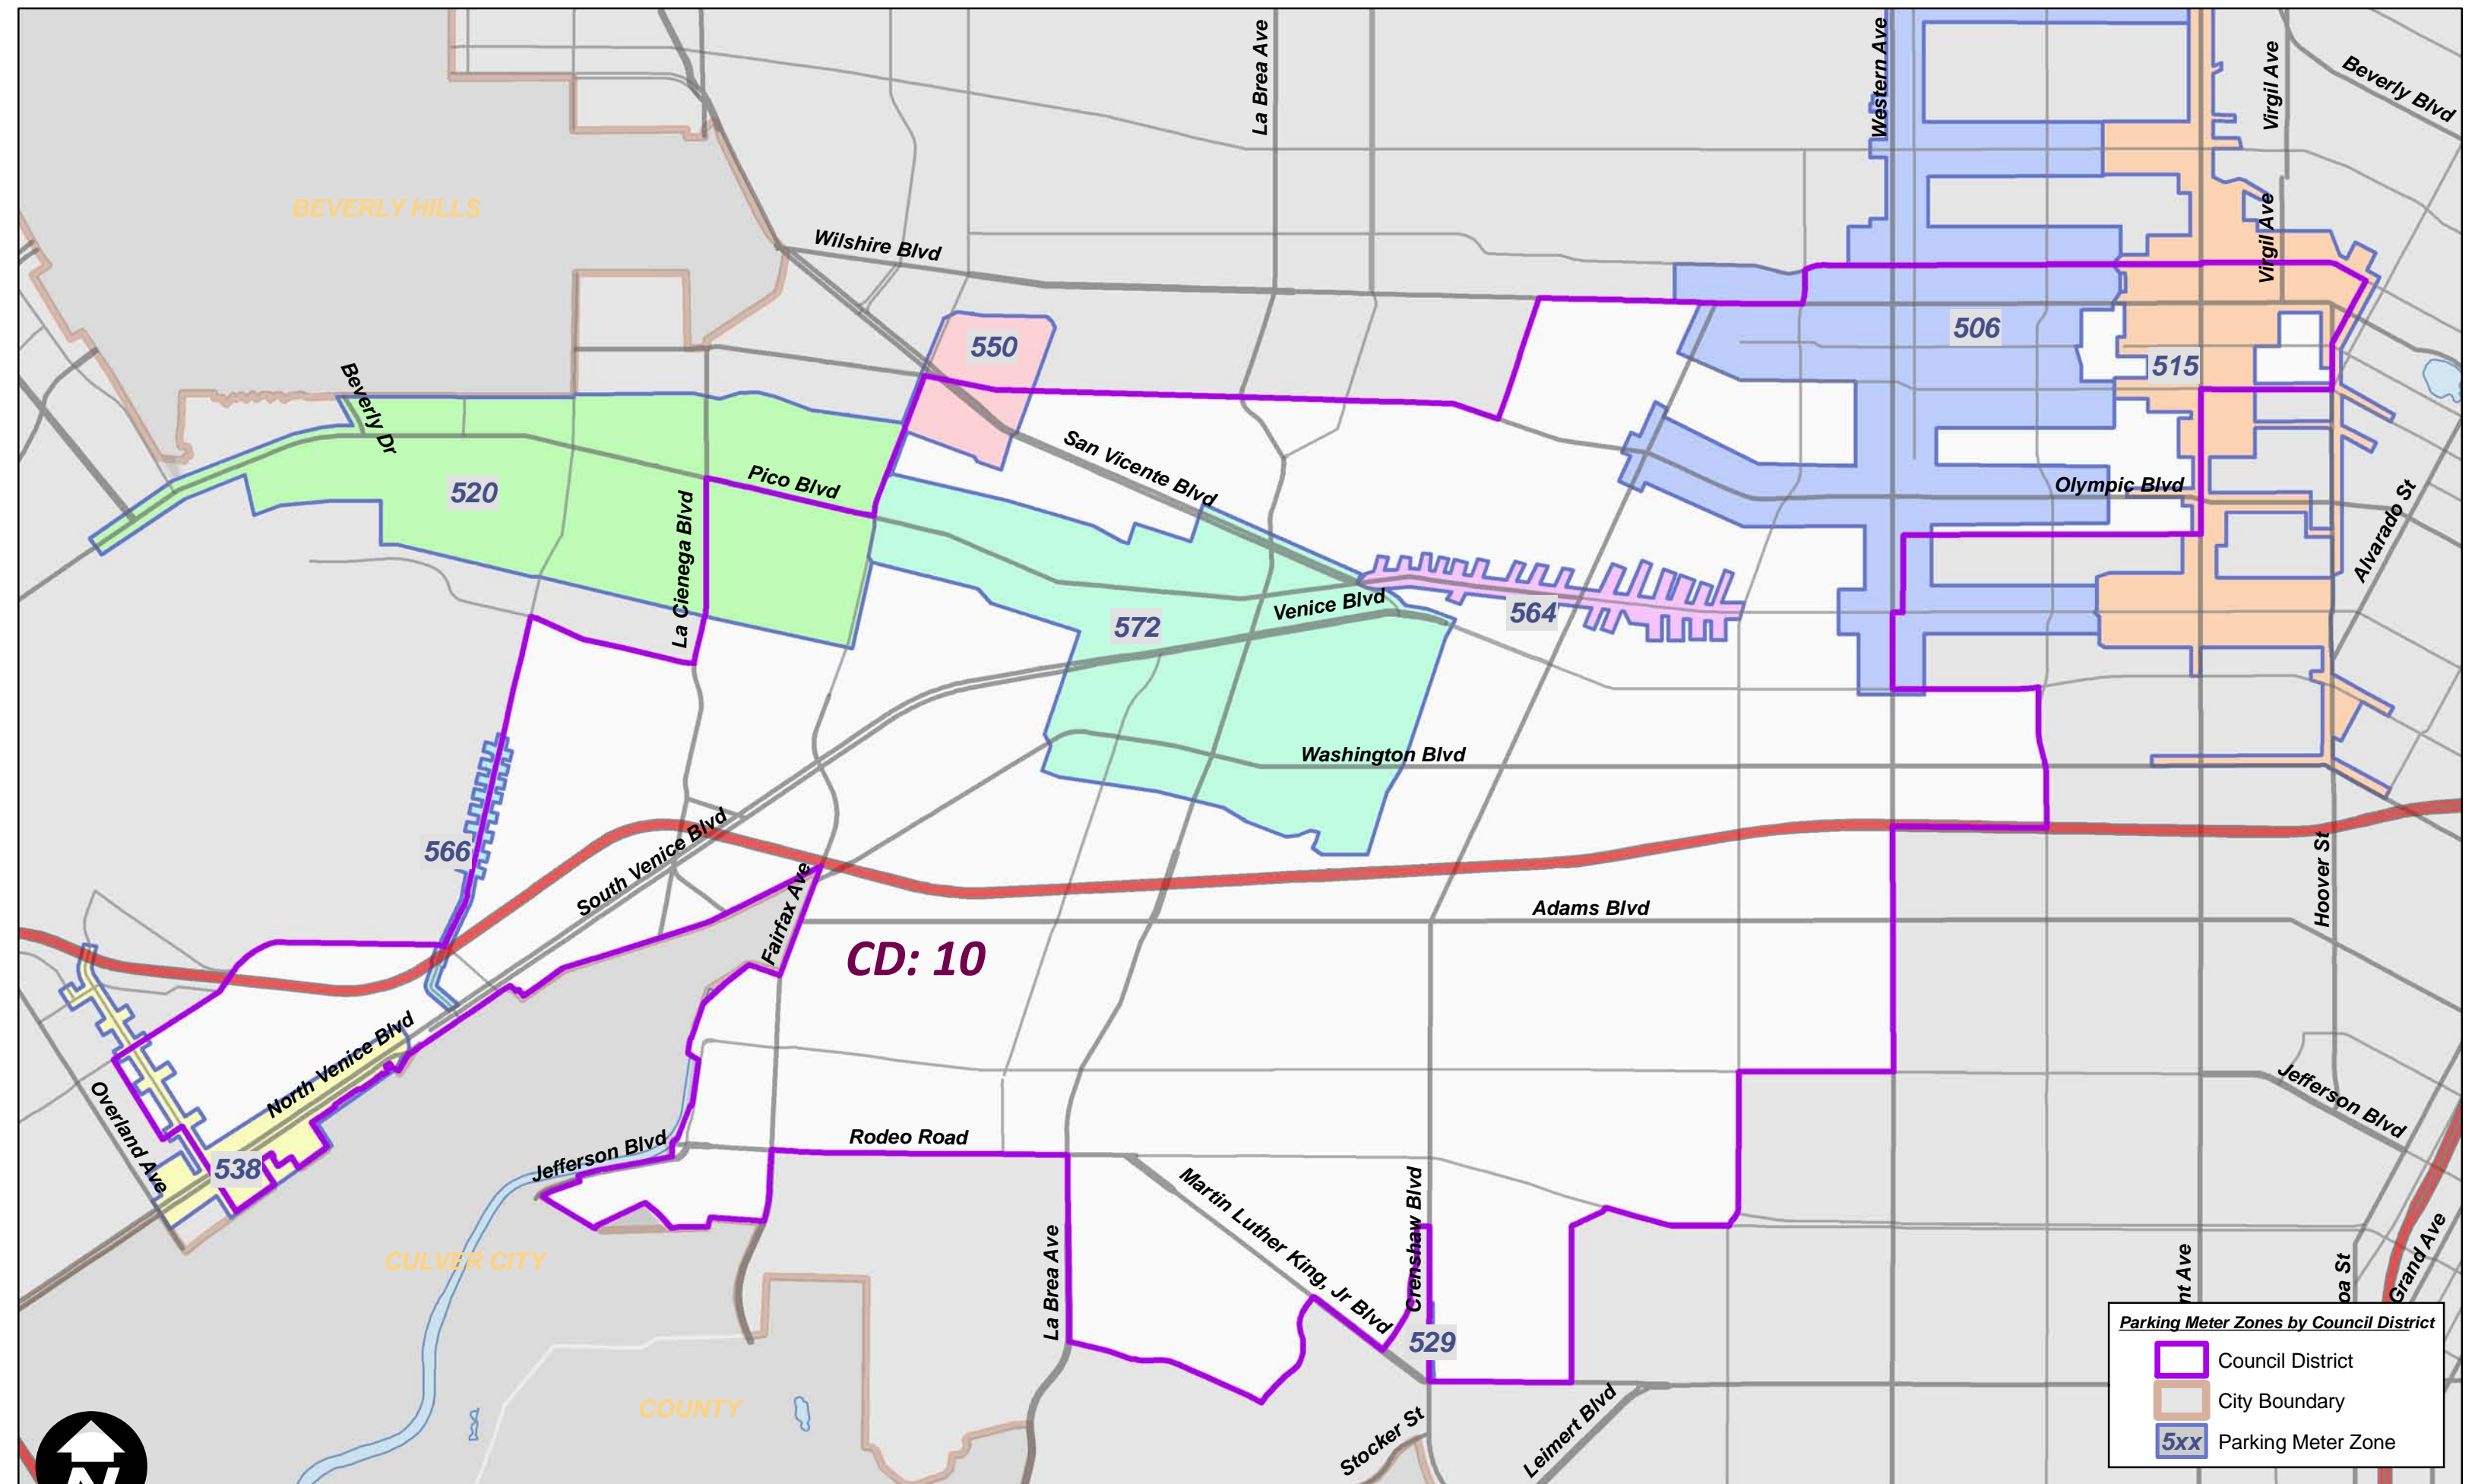 La Brea Ave
Western Ave
Virgil Ave
Beverly Blvd
BEVERLY HILLS
Wilshire Blvd
Virgil Ave
550
506
515
Beverly Dr
San Vicente Blvd
Pico Blvd
520
Olympic Blvd
La Cienega Blvd
Alvarado St
572
Venice Blvd
564
Washington Blvd
566
South Venice Blvd
Fairfax Ave
Hoover St
Adams Blvd
CD: 10
North Venice Blvd
Overland Ave
Jefferson Blvd
538
Jefferson Blvd
Rodeo Road
Martin Luther King, Jr Blvd
Crenshaw Blvd
CULVER CITY
La Brea Ave
529
nt Ave
oa St
Grand Ave
COUNTY
Stocker St
Leimert Blvd
Parking Meter Zones by Council District
Council District
City Boundary
5xx Parking Meter Zone
N